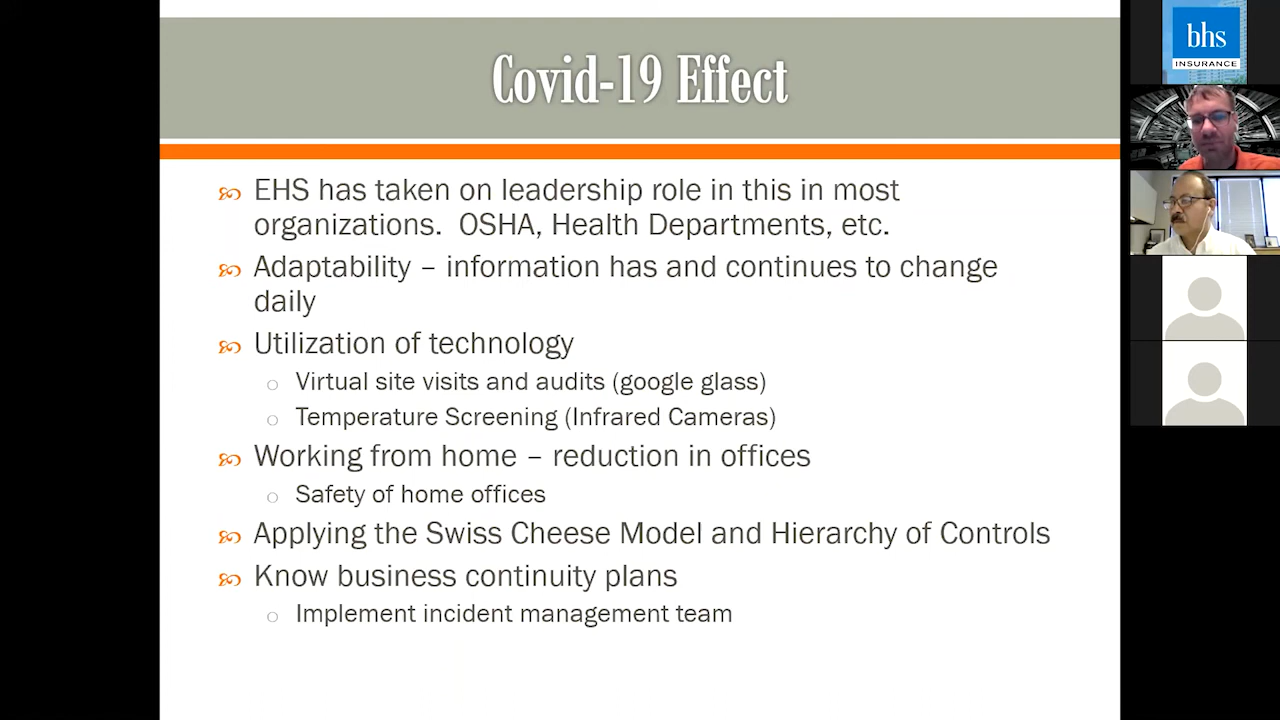 Covid-19 Effect
EHS has taken on leadership role in this in most
organizations. OSHA, Health Departments, etc.
Adaptability – information has and continues to change
daily
Utilization of technology
Virtual site visits and audits (google glass)
Temperature Screening (Infrared Cameras)
Working from home – reduction in offices
Safety of home offices
Applying the Swiss Cheese Model and Hierarchy of Controls
Know business continuity plans
Implement incident management team
bhs
INSURANCE